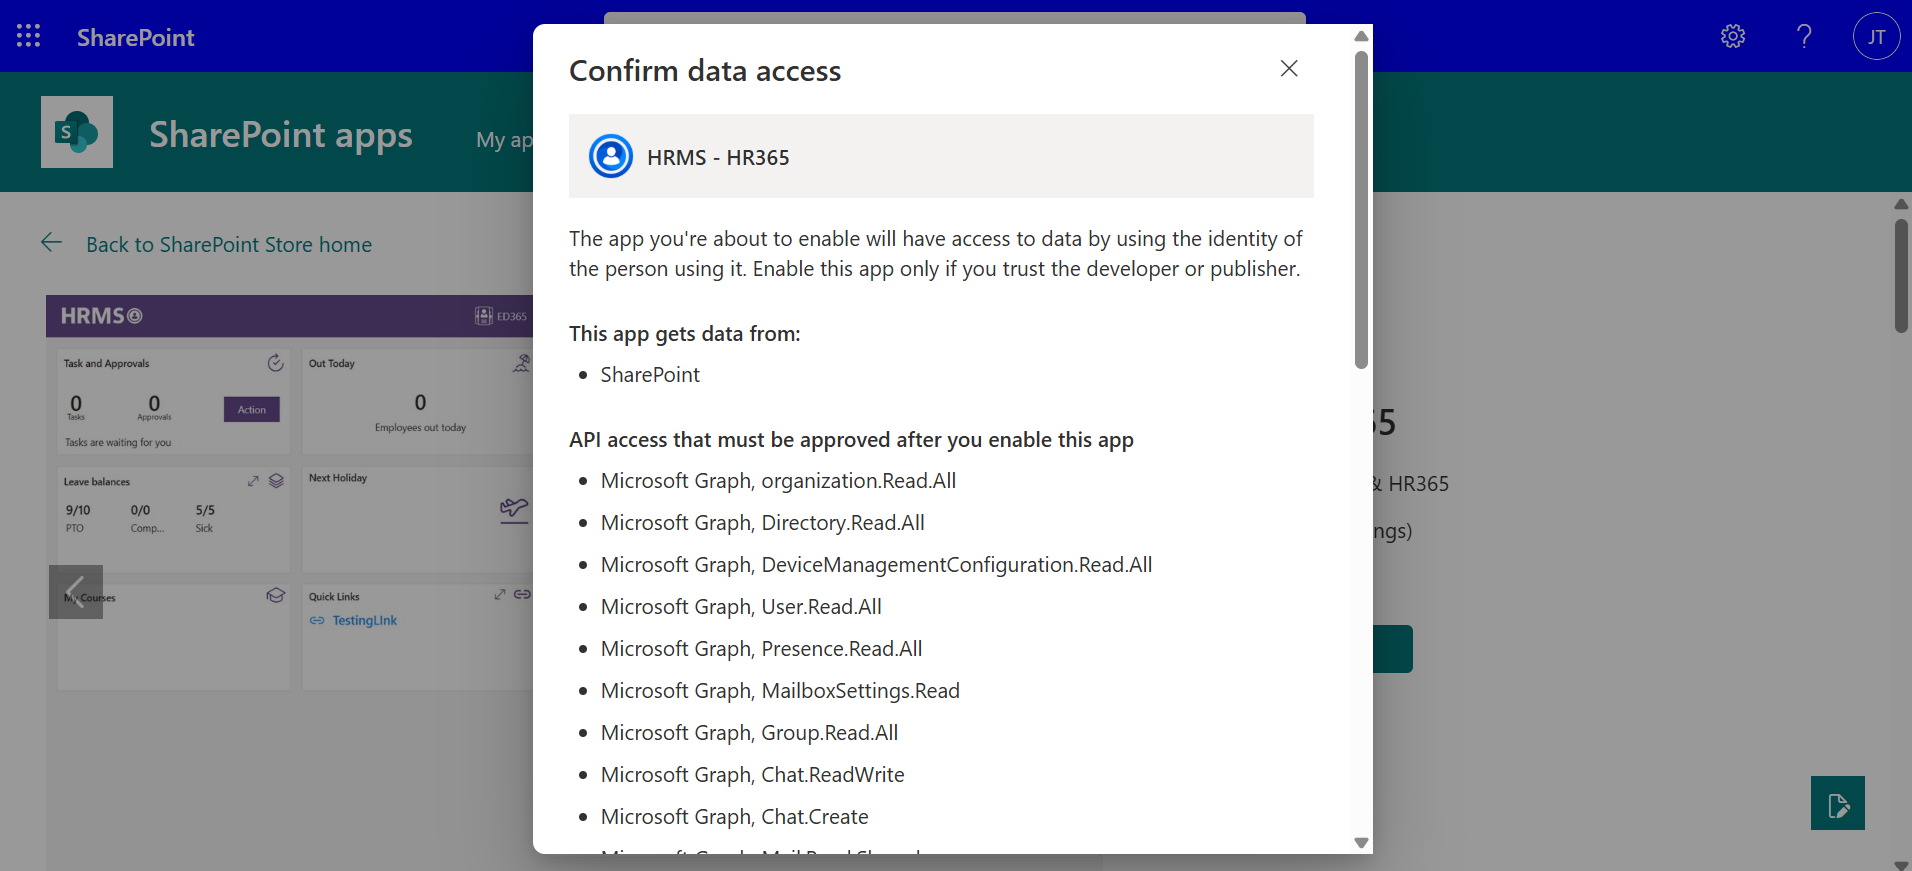 SharePoint
JT
SharePoint apps
My ap
Back to SharePoint Store home
HRMS
ED365
Task and Approvals
0
Tasks
0
Approvals
Action
Tasks are waiting for you
Out Today
0
Employees out today
Leave balances
9/10
PTO
0/0
Comp...
5/5
Sick
Next Holiday
My Courses
Quick Links
TestingLInk
Confirm data access
HRMS - HR365
The app you're about to enable will have access to data by using the identity of
the person using it. Enable this app only if you trust the developer or publisher.
This app gets data from:
• SharePoint
API access that must be approved after you enable this app
• Microsoft Graph, organization.Read.All
• Microsoft Graph, Directory.Read.All
• Microsoft Graph, DeviceManagementConfiguration.Read.All
• Microsoft Graph, User.Read.All
• Microsoft Graph, Presence.Read.All
• Microsoft Graph, MailboxSettings.Read
• Microsoft Graph, Group.Read.All
• Microsoft Graph, Chat.ReadWrite
• Microsoft Graph, Chat.Create
65
& HR365
ngs)